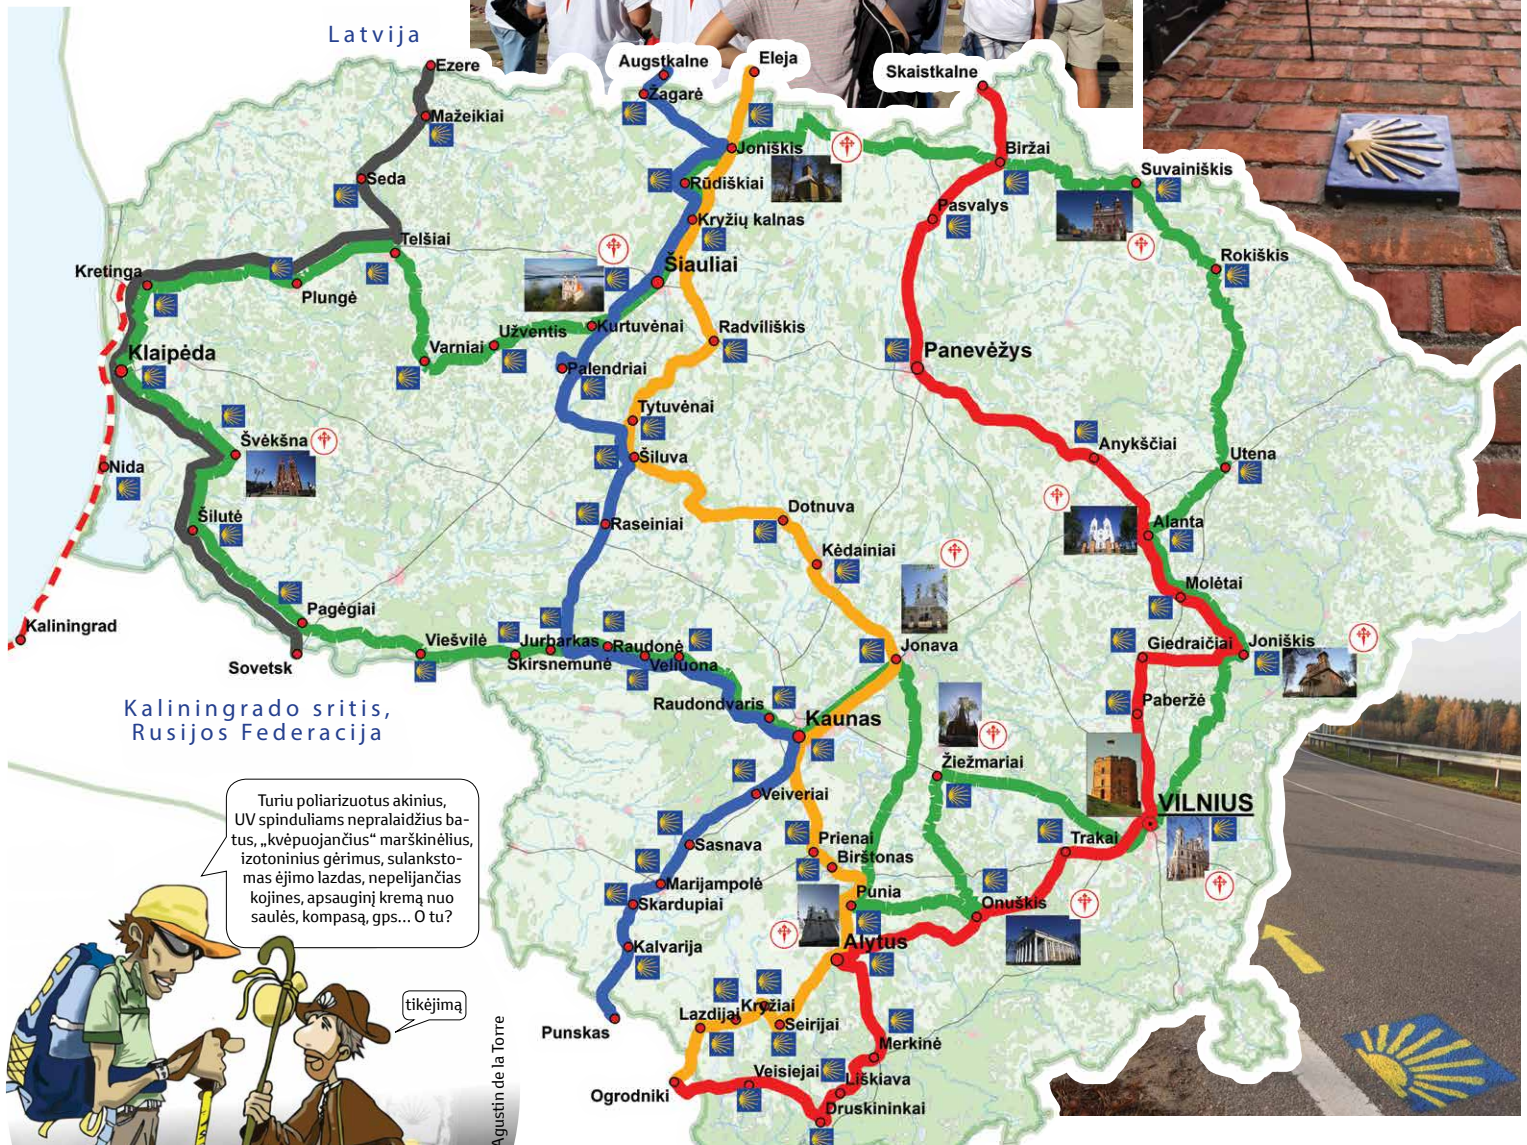 Latvija
Ezere
Augstkalne
Eleja
Skaistkalne
Žagarė
Mažeikiai
Joniškis
Biržai
Suvainiškis
Seda
Rūdiškiai
Pasvalys
Kryžių kalnas
Telšiai
Rokiškis
Kretinga
Šiauliai
Plungė
Užventis
Kurtuvėnai
Radviliškis
Varniai
Klaipėda
Palendriai
Panevėžys
Tytuvėnai
Švėkšna
Anykščiai
Šiluva
Utena
Nida
Dotnuva
Šilutė
Raseiniai
Alanta
Kėdainiai
Molėtai
Pagėgiai
Kaliningrad
Viešvilė
Jurbarkas
Raudonė
Jonava
Giedraičiai
Joniškis
Sovetsk
Skirsnemunė
Veliuona
Raudondvaris
Paberžė
Kaliningrado sritis,
Rusijos Federacija
Kaunas
Žiežmariai
Veiveriai
VILNIUS
Prienai
Trakai
Sasnava
Birštonas
Marijampolė
Punia
Skardupiai
Onuškis
Kalvarija
Alytus
Kryžiai
Lazdijai
Seirijai
Punskas
Merkinė
Veisiejai
Liškiava
Ogrodniki
Druskininkai
Turiu poliarizuotus akinius,
UV spinduliams nepralaidžius ba-
tus, „kvėpuojančius“ marškinėlius,
izotoninius gėrimus, sulanksto-
mas ėjimo lazdas, nepelijančias
kojines, apsauginį kremą nuo
saulės, kompasą, gps... O tu?
tikėjimą
Agustin de la Torre